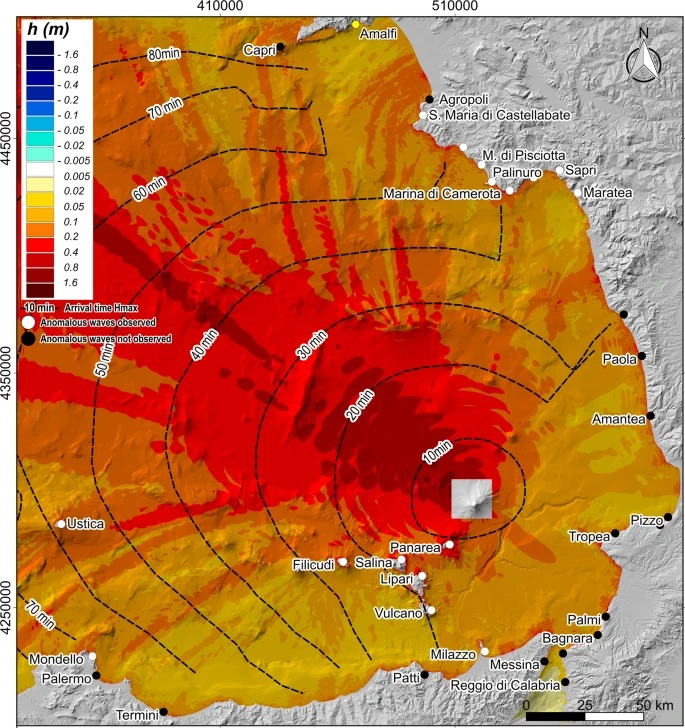 410000
510000
h (m)
- 1.6
- 0.8
- 0.4
- 0.2
- 0.1
- 0.05
- 0.02
- 0.005
0.005
0.02
0.05
0.1
0.2
0.4
0.8
1.6
10 min - Arrival time Hmax
Anomalous waves observed
Anomalous waves not observed
4450000
4350000
4250000
N
80min
70 min
60 min
50 min
40 min
30 min
20 min
10min
70 min
Capri
Amalfi
Agropoli
S. Maria di Castellabate
M. di Pisciotta
Palinuro
Sapri
Marina di Camerota
Maratea
Paola
Amantea
Pizzo
Tropea
Ustica
Panarea
Filicudi
Salina
Lipari
Vulcano
Palmi
Bagnara
Milazzo
Messina
Mondello
Palermo
Patti
Reggio di Calabria
Termini
0
25
50 km